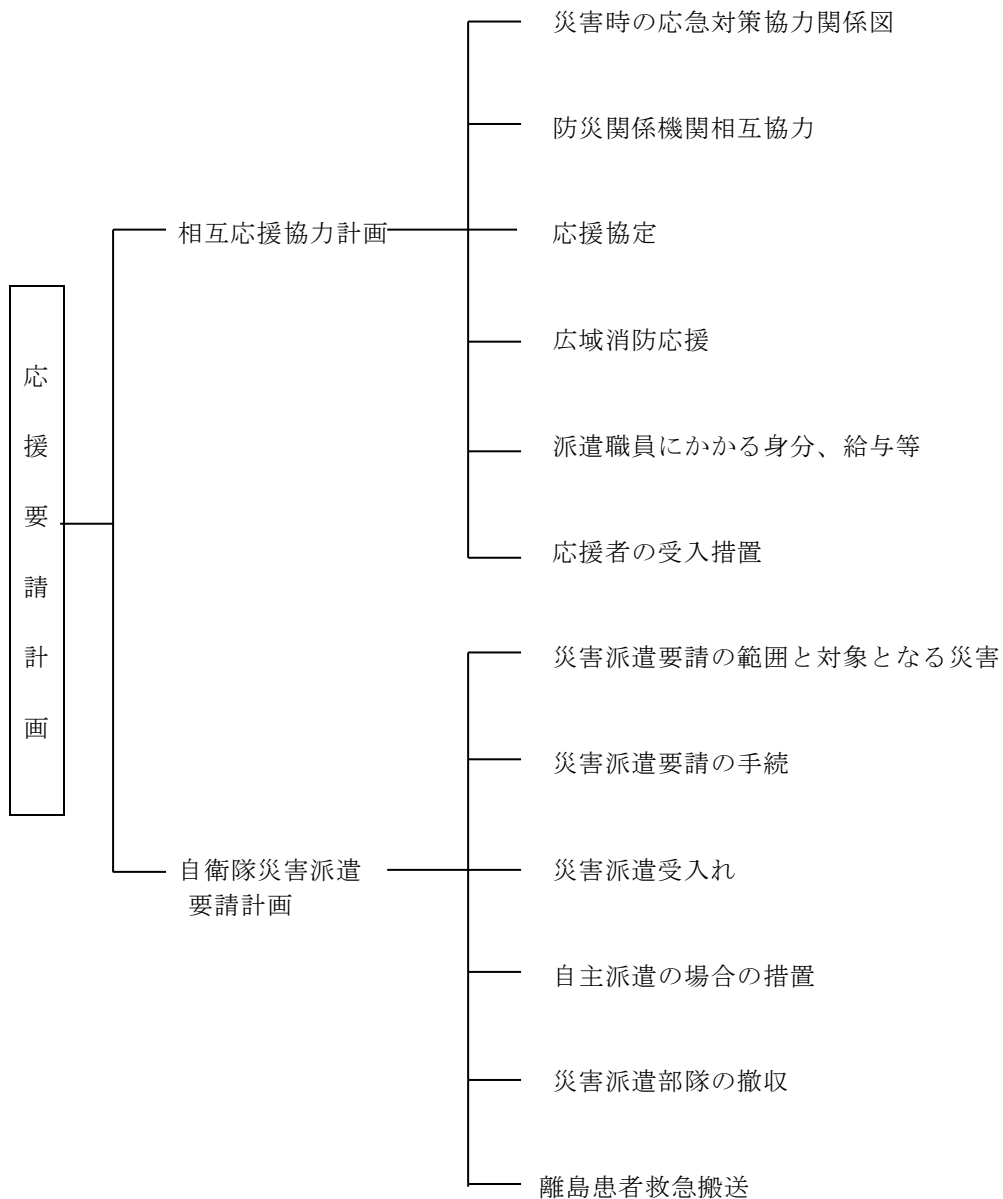 応援要請計画
相互応援協力計画
災害時の応急対策協力関係図
防災関係機関相互協力
応援協定
広域消防応援
派遣職員にかかる身分、給与等
応援者の受入措置
自衛隊災害派遣
要請計画
災害派遣要請の範囲と対象となる災害
災害派遣要請の手続
災害派遣受入れ
自主派遣の場合の措置
災害派遣部隊の撤収
離島患者救急搬送